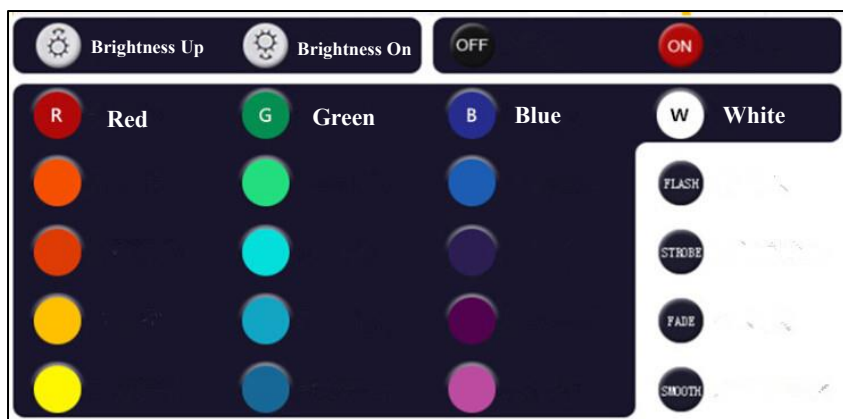 Brightness Up Brightness On OFF ON
R Red G Green B Blue W White
FLASH
STROBE
FADE
SMOOTH